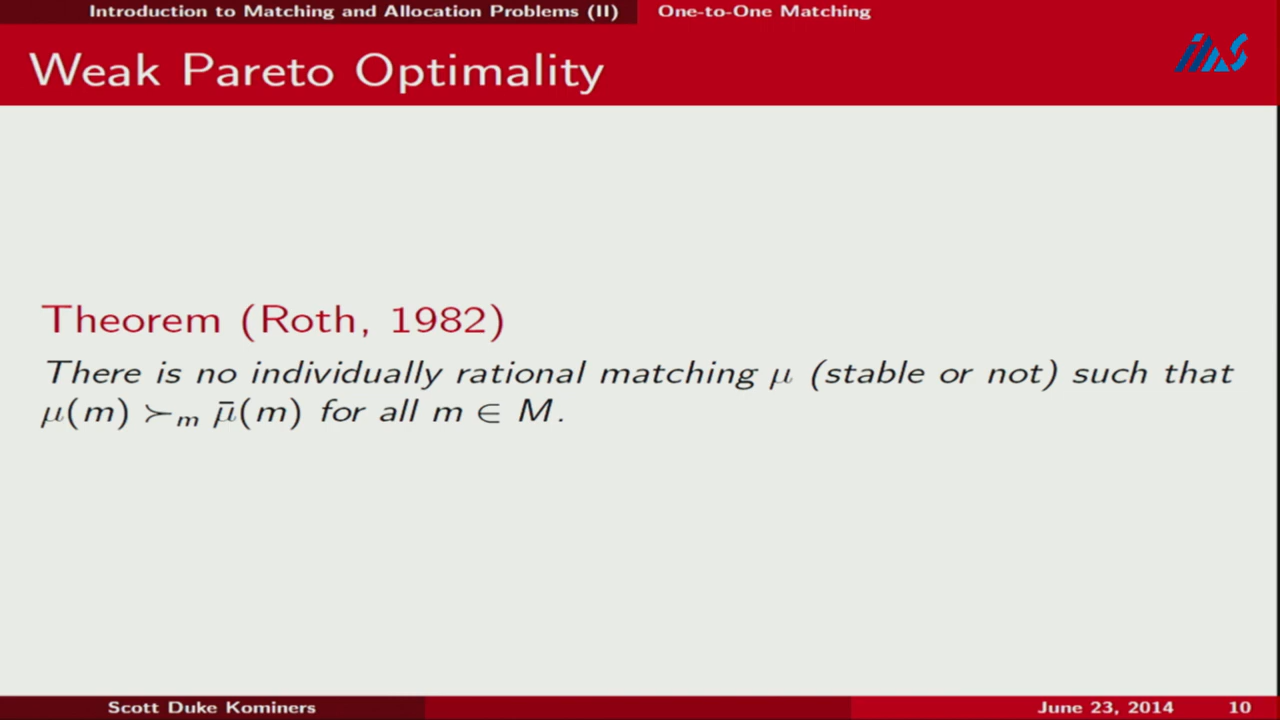 Introduction to Matching and Allocation Problems (II) One-to-One Matching
Weak Pareto Optimality
ims
Theorem (Roth, 1982)
There is no individually rational matching μ (stable or not) such that
μ(m) ≻ₘ μ̄(m) for all m ∈ M.
Scott Duke Kominers June 23, 2014 10